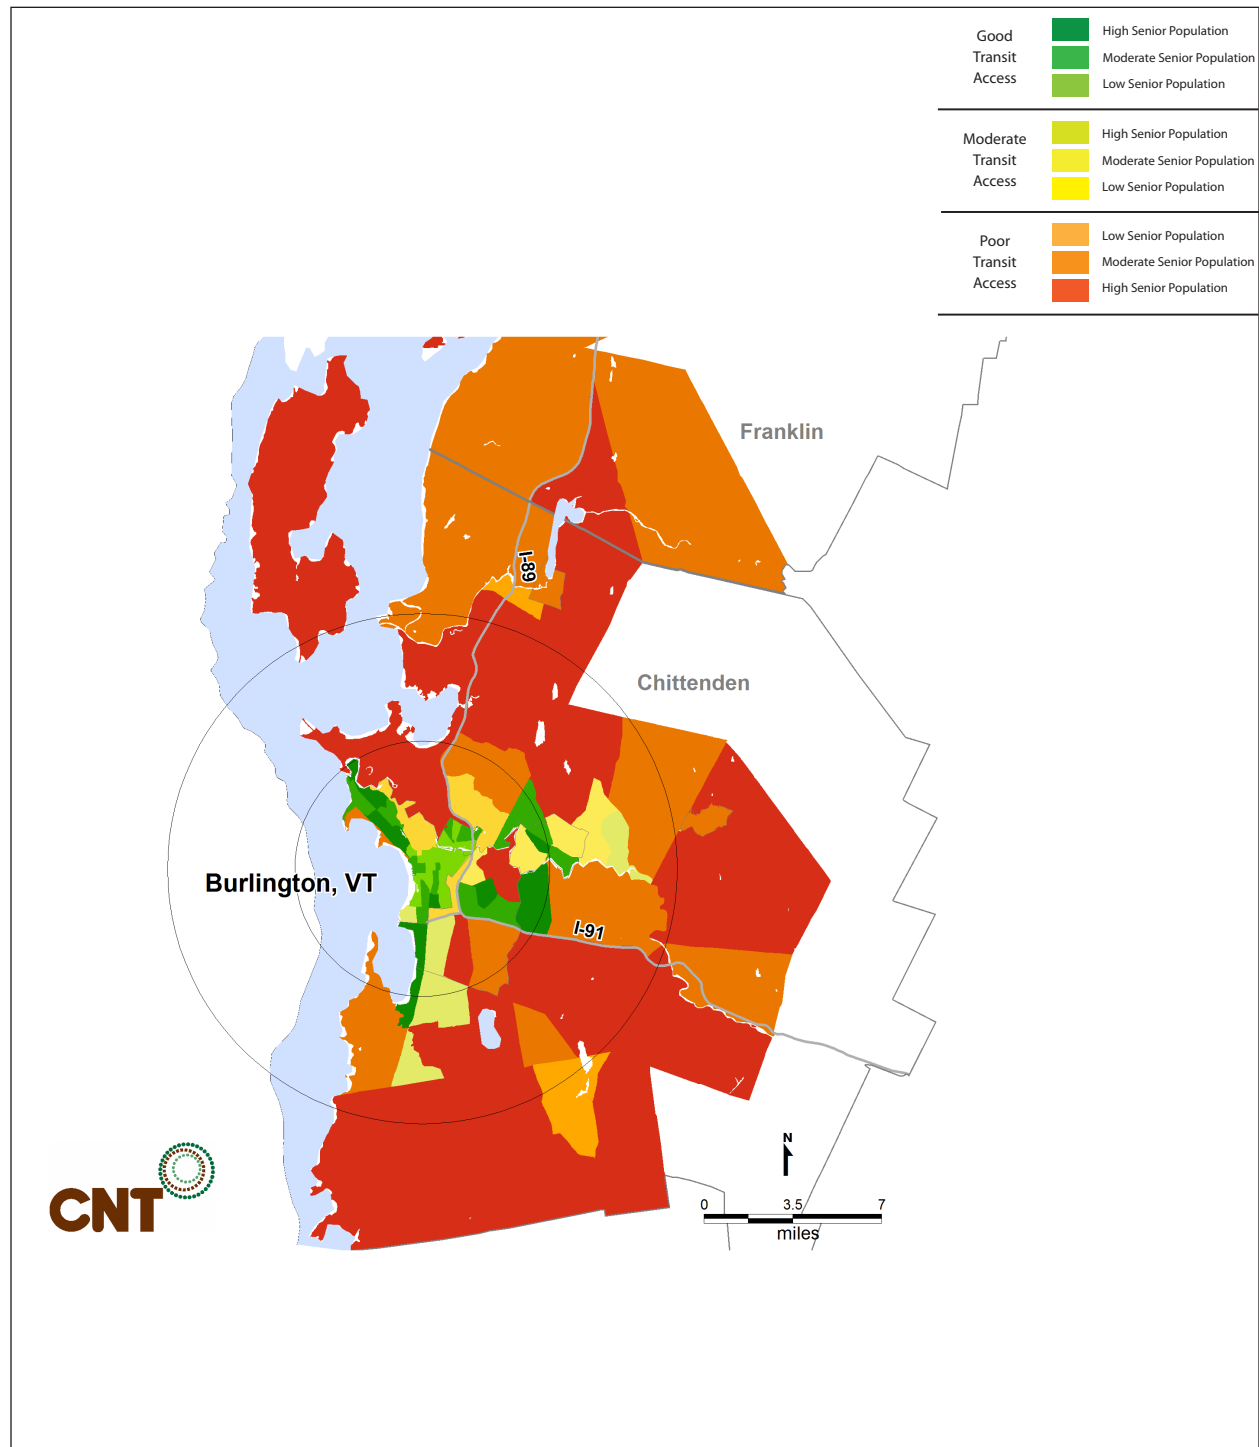 Good
Transit
Access
High Senior Population
Moderate Senior Population
Low Senior Population
Moderate
Transit
Access
High Senior Population
Moderate Senior Population
Low Senior Population
Poor
Transit
Access
Low Senior Population
Moderate Senior Population
High Senior Population
Franklin
I-89
Chittenden
Burlington, VT
I-91
CNT
N
0 3.5 7
miles